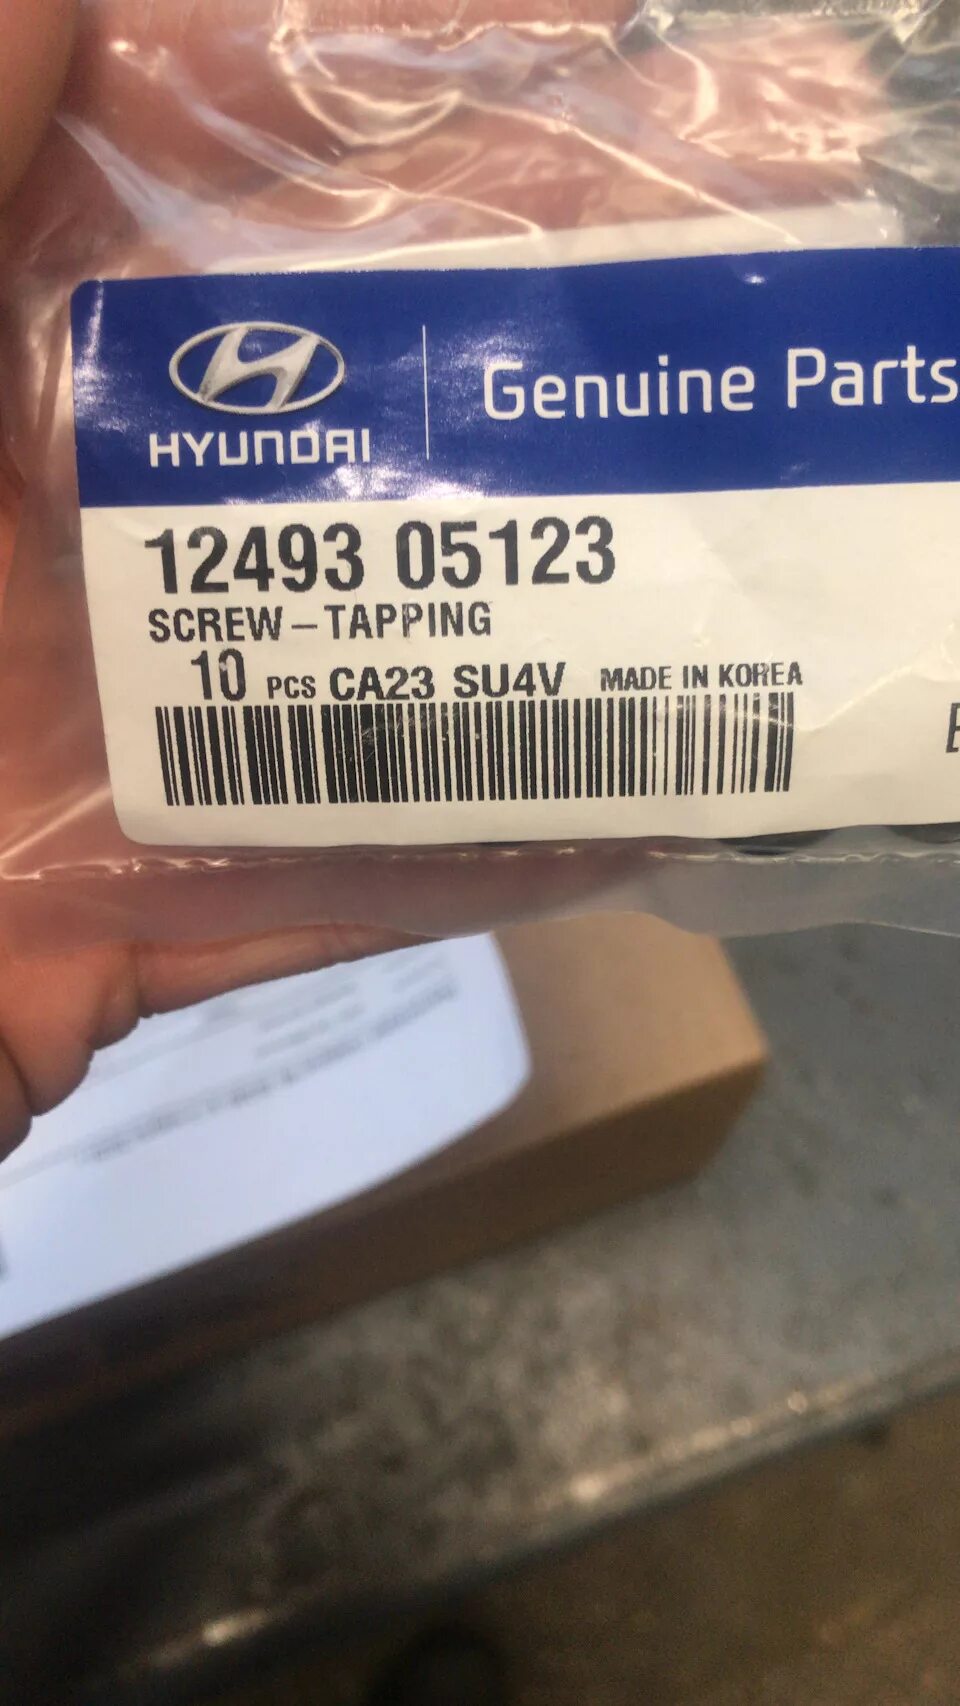 HYUNDAI
Genuine Parts
12493 05123
SCREW-TAPPING
10 PCS CA23 SU4V MADE IN KOREA